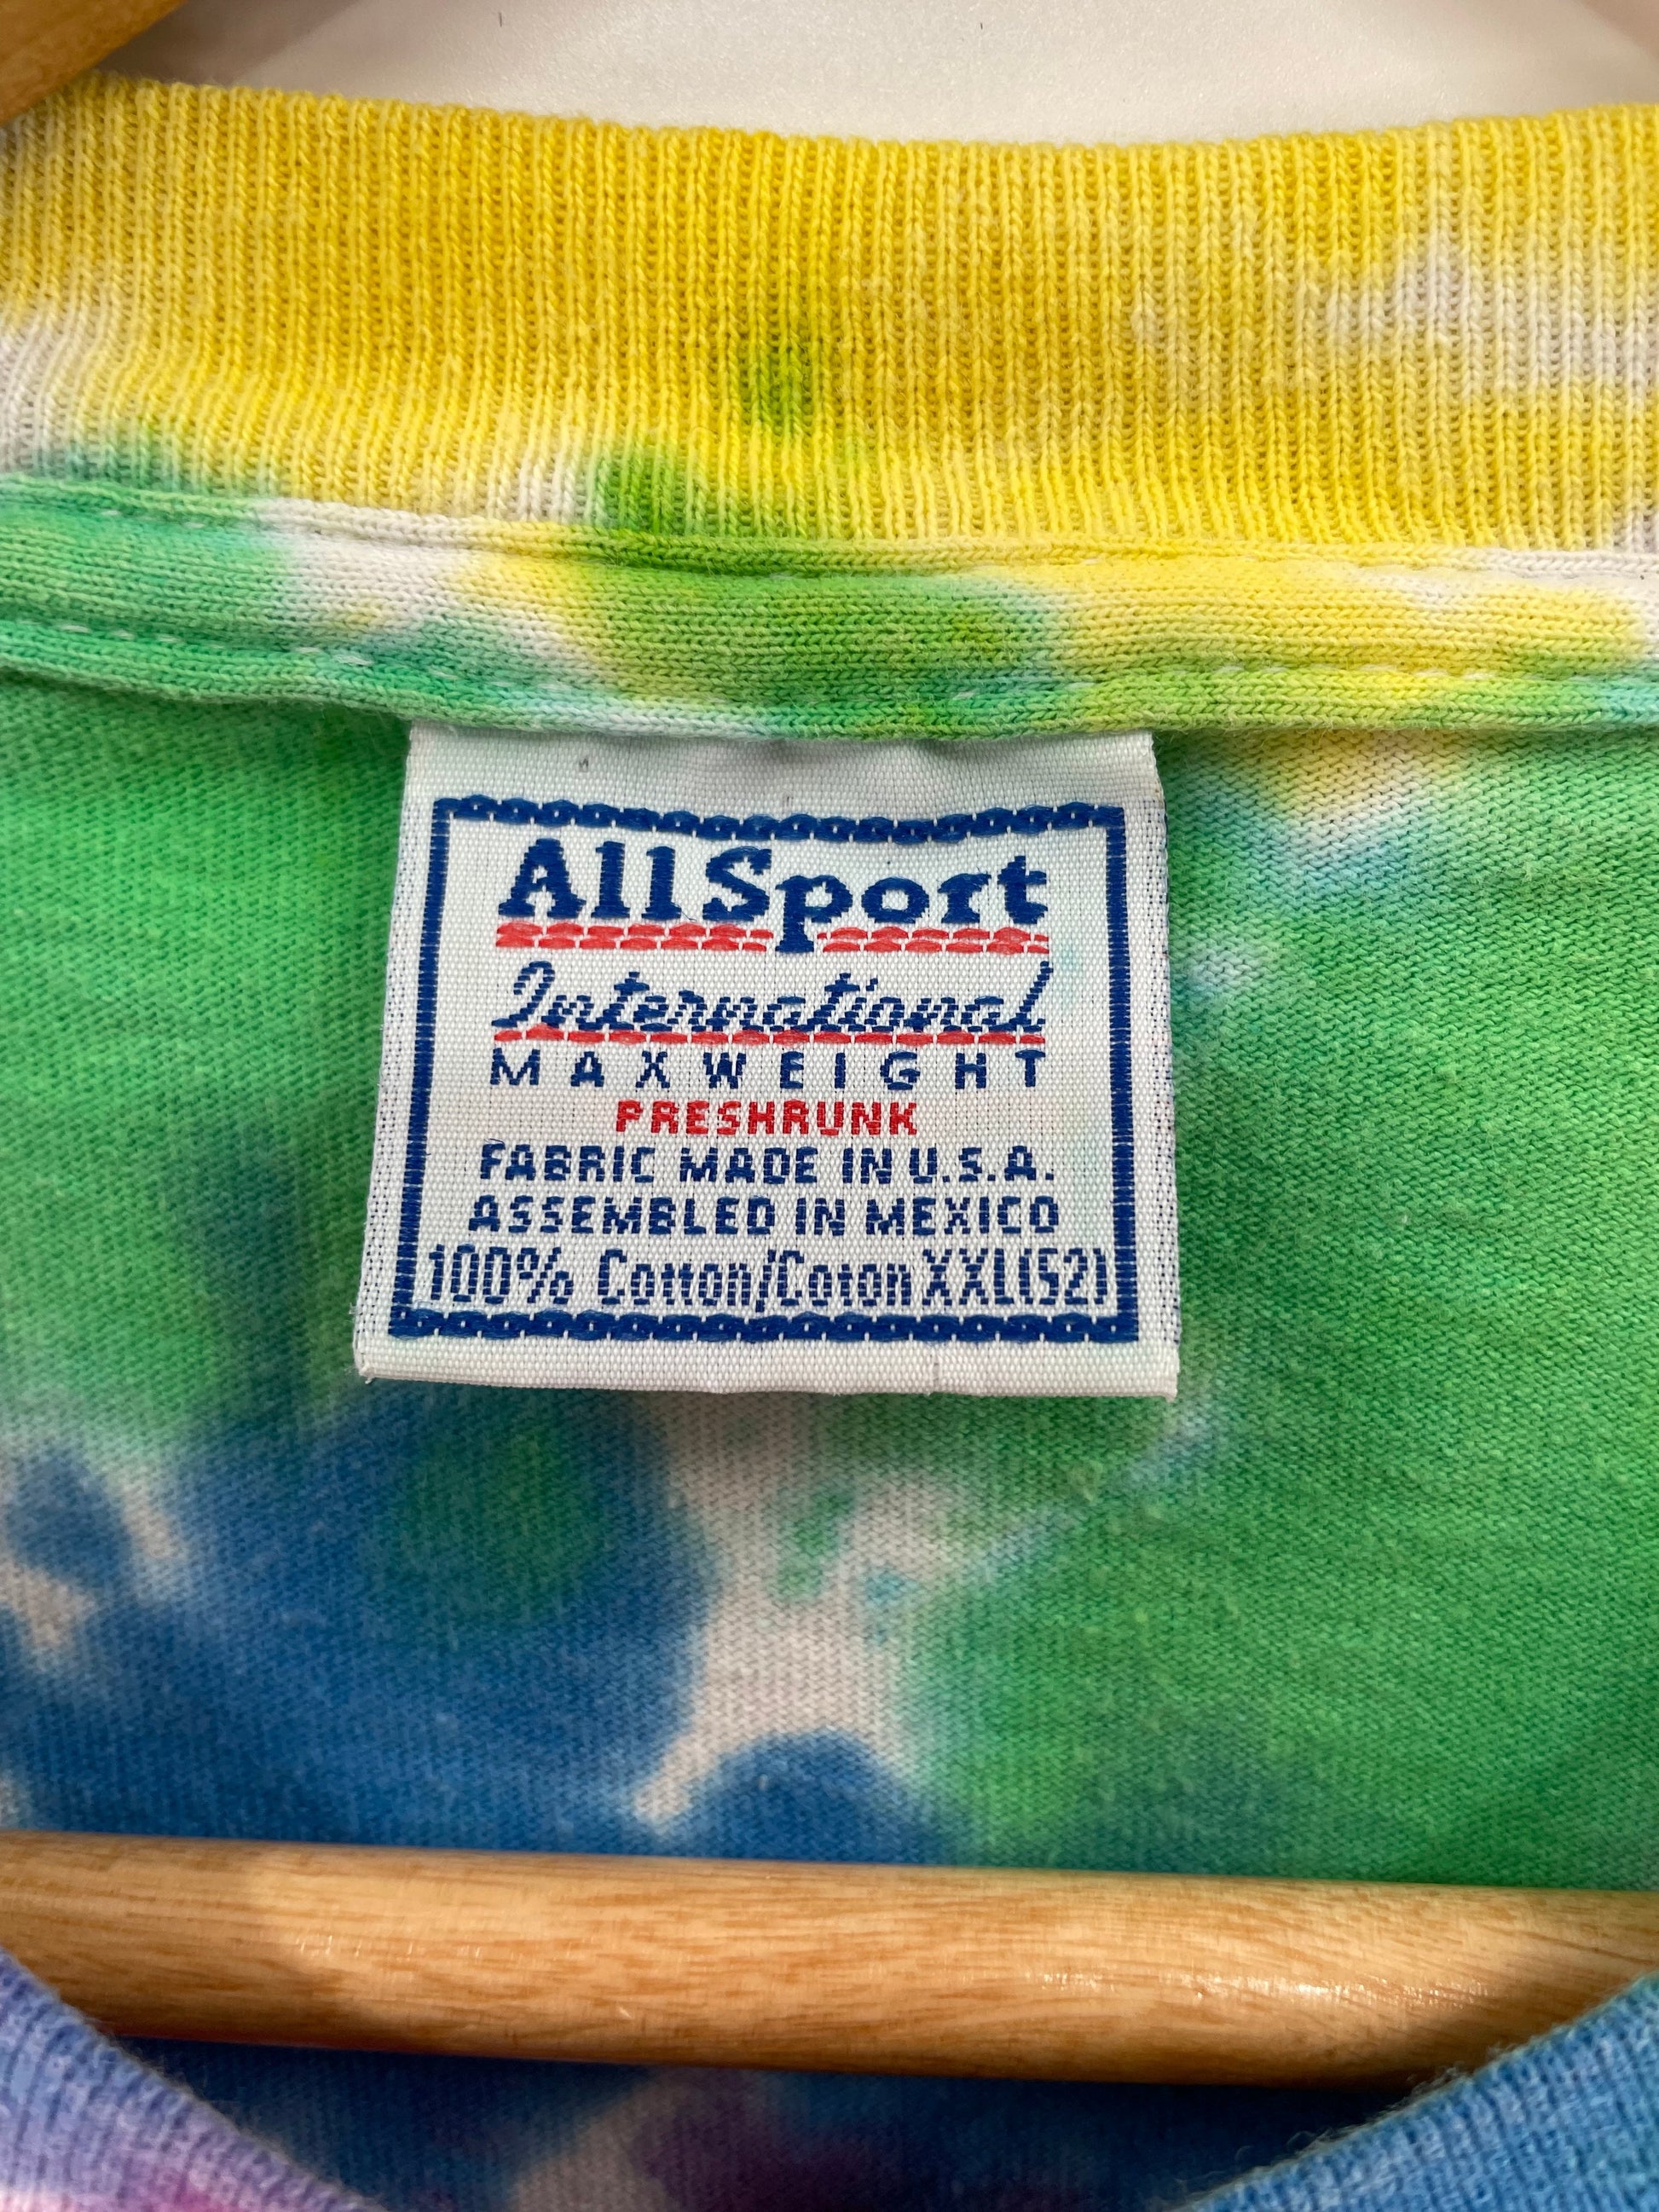 AllSport
International
MAXWEIGHT
PRESHRUNK
FABRIC MADE IN U.S.A.
ASSEMBLED IN MEXICO
100% Cotton/Coton XXL(52)